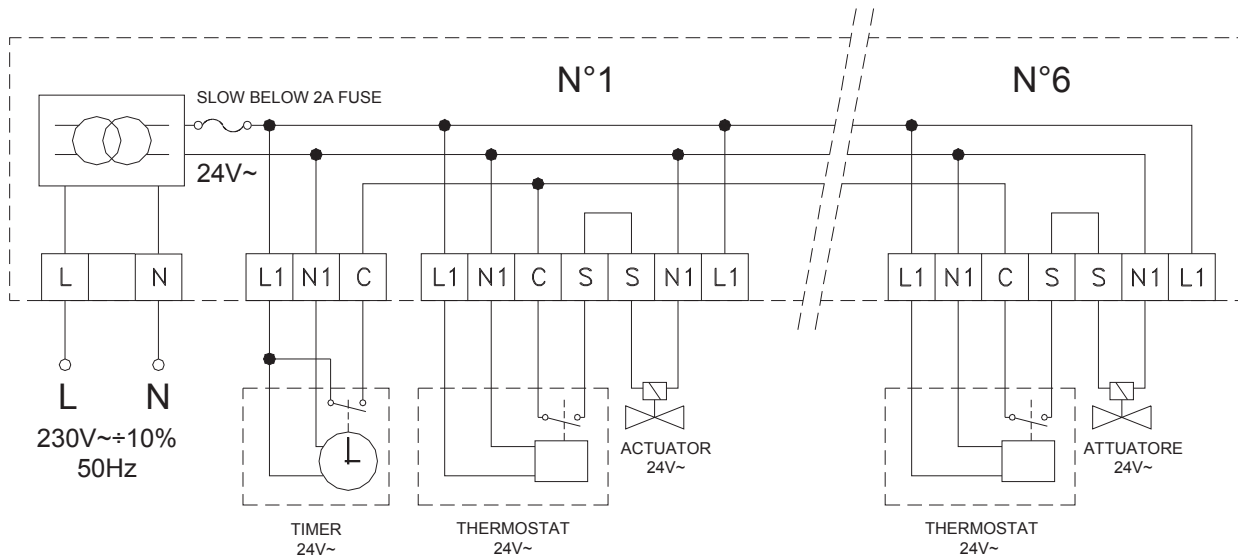 N°1
N°6
SLOW BELOW 2A FUSE
24V~
L N
L1 N1 C
L1 N1 C S S N1 L1
L1 N1 C S S N1 L1
L N
230V~÷10%
50Hz
TIMER
24V~
THERMOSTAT
24V~
ACTUATOR
24V~
THERMOSTAT
24V~
ATTUATORE
24V~